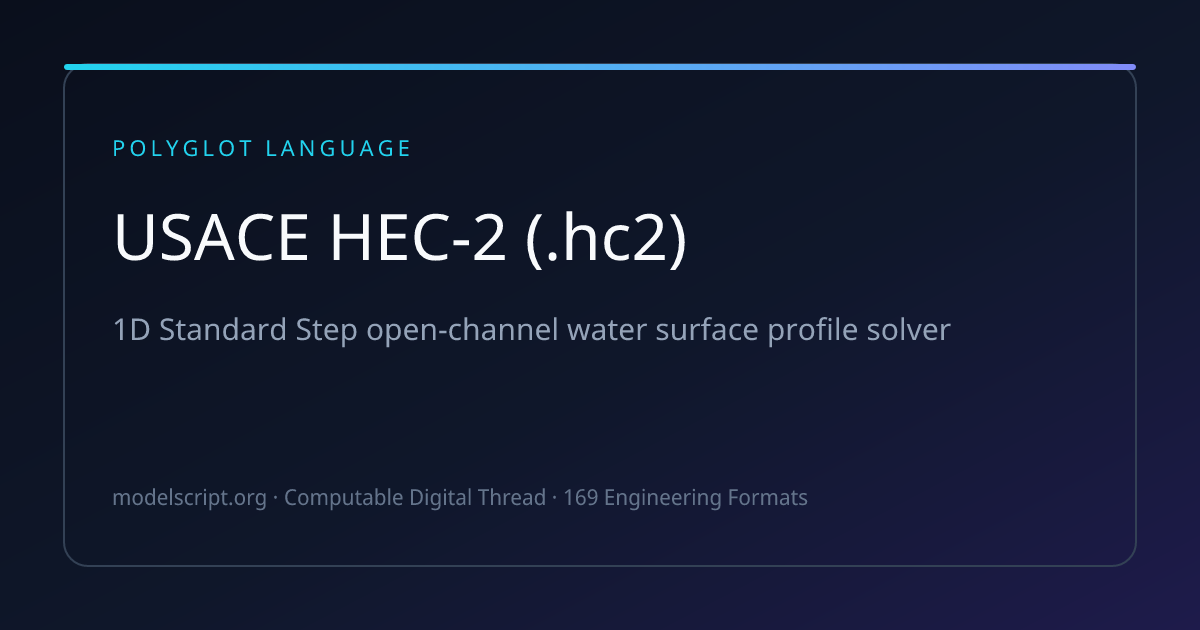 POLYGLOT LANGUAGE
USACE HEC-2 (.hc2)
1D Standard Step open-channel water surface profile solver
modelscript.org · Computable Digital Thread · 169 Engineering Formats